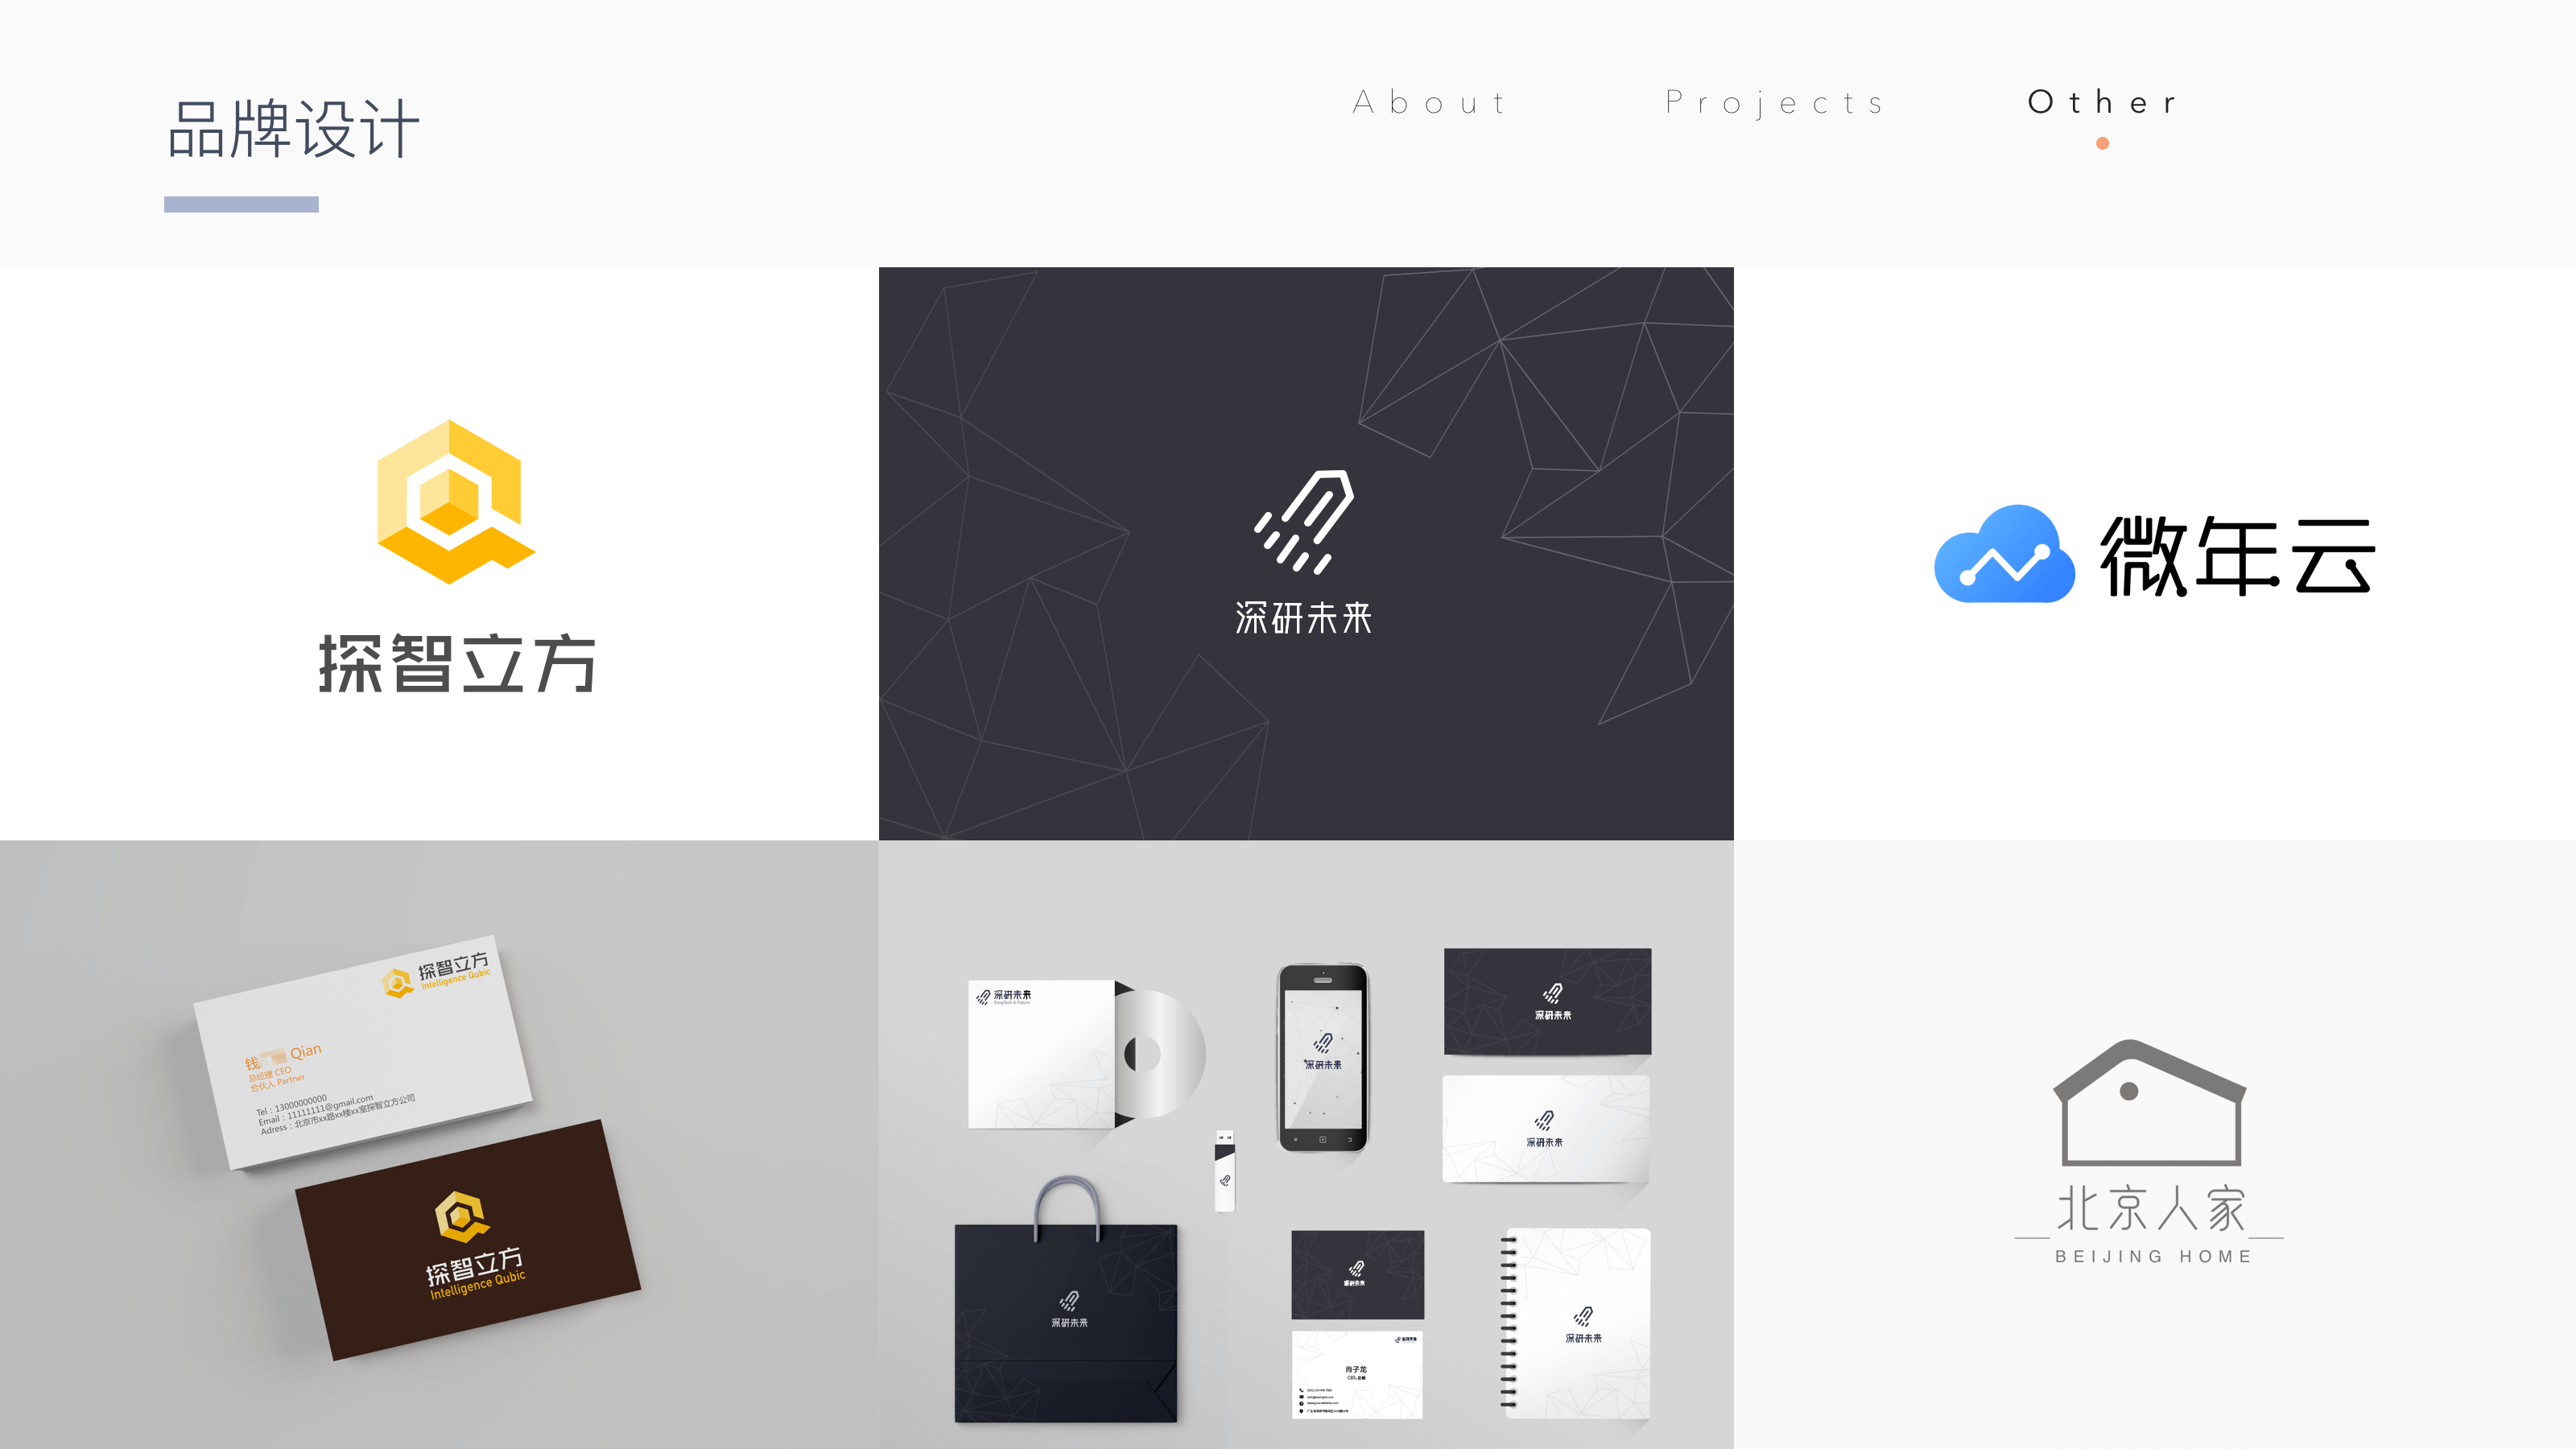 品牌设计
About Projects Other
探智立方
深研未来
微年云
探智立方
Intelligence Qubic
钱 Qian
总经理 CEO
合伙人 Partner
Tel：13000000000
Email：11111111@gmail.com
Adress：北京市xx路xx楼xx室探智立方公司
探智立方
Intelligence Qubic
深研未来
深研未来
深研未来
深研未来
深研未来
深研未来
肖子龙
深研未来
北京人家
BEIJING HOME